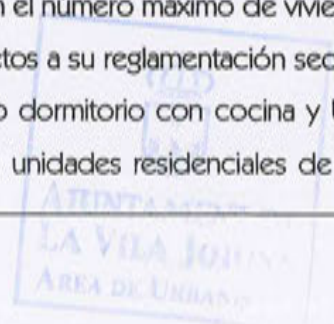 n el número máximo de vivie
ctos a su reglamentación sec
o dormitorio con cocina y
unidades residenciales de
AJUNTAMENT
LA VILA JOIOSA
AREA DE URBANIS